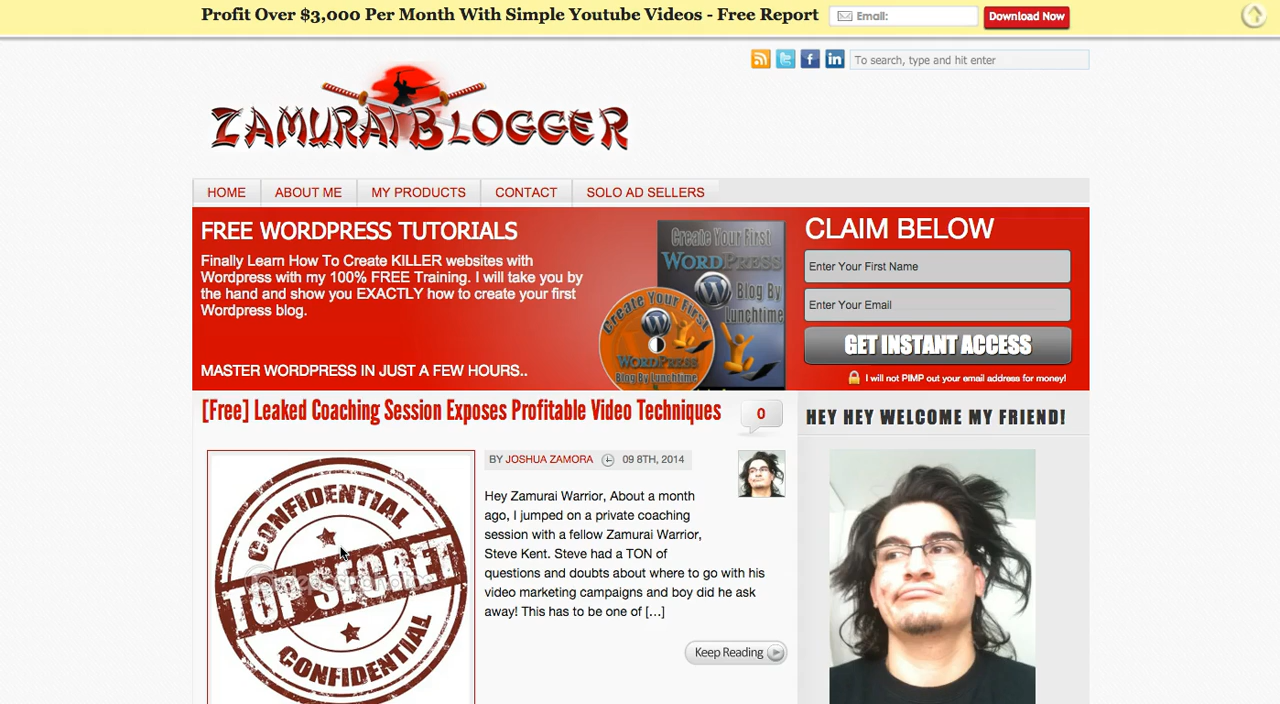 Profit Over $3,000 Per Month With Simple Youtube Videos - Free Report
Email:
Download Now
To search, type and hit enter
ZAMURAI BLOGGER
HOME
ABOUT ME
MY PRODUCTS
CONTACT
SOLO AD SELLERS
FREE WORDPRESS TUTORIALS
Finally Learn How To Create KILLER websites with
Wordpress with my 100% FREE Training. I will take you by
the hand and show you EXACTLY how to create your first
Wordpress blog.
MASTER WORDPRESS IN JUST A FEW HOURS..
Create Your First
WORDPRESS
Blog By
Lunchtime
Create Your First
WORDPRESS
Blog By Lunchtime
CLAIM BELOW
Enter Your First Name
Enter Your Email
GET INSTANT ACCESS
I will not PIMP out your email address for money!
[Free] Leaked Coaching Session Exposes Profitable Video Techniques
0
HEY HEY WELCOME MY FRIEND!
CONFIDENTIAL
TOP SECRET
CONFIDENTIAL
BY JOSHUA ZAMORA
09 8TH, 2014
Hey Zamurai Warrior, About a month
ago, I jumped on a private coaching
session with a fellow Zamurai Warrior,
Steve Kent. Steve had a TON of
questions and doubts about where to go with his
video marketing campaigns and boy did he ask
away! This has to be one of [...]
Keep Reading